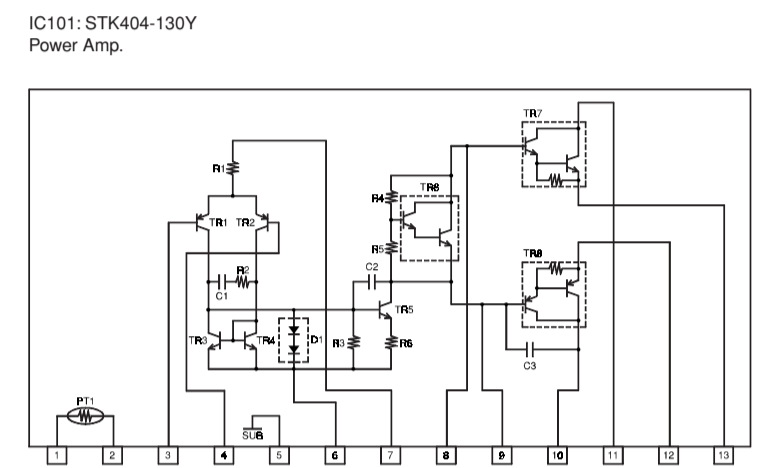 IC101: STK404-130Y
Power Amp.
TR7
R1
R4
TR6
TR1 TR2
R5
TR8
C2
R2
C1
TR5
TR3 TR4 D1 R3 R6
C3
PT1
SUB
1 2 3 4 5 6 7 8 9 10 11 12 13